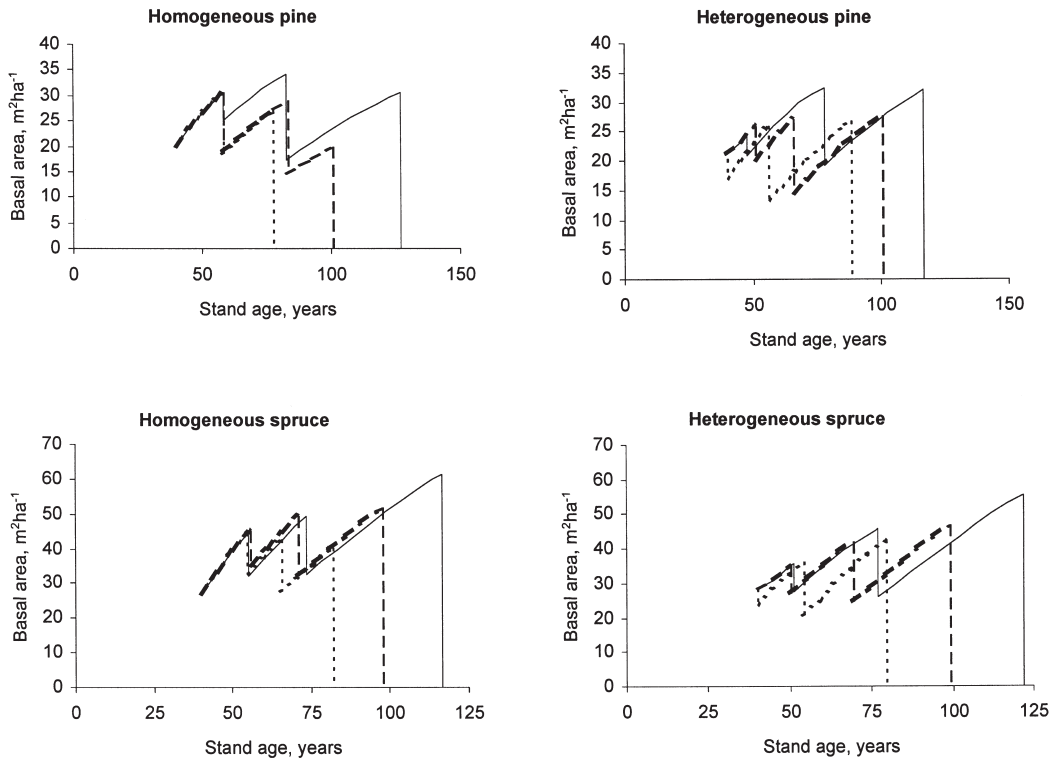 Homogeneous pine
40
35
30
25
20
15
10
5
0
Basal area, m²ha⁻¹
0 50 100 150
Stand age, years
Heterogeneous pine
40
35
30
25
20
15
10
5
0
Basal area, m²ha⁻¹
0 50 100 150
Stand age, years
Homogeneous spruce
70
60
50
40
30
20
10
0
Basal area, m²ha⁻¹
0 25 50 75 100 125
Stand age, years
Heterogeneous spruce
70
60
50
40
30
20
10
0
Basal area, m²ha⁻¹
0 25 50 75 100 125
Stand age, years